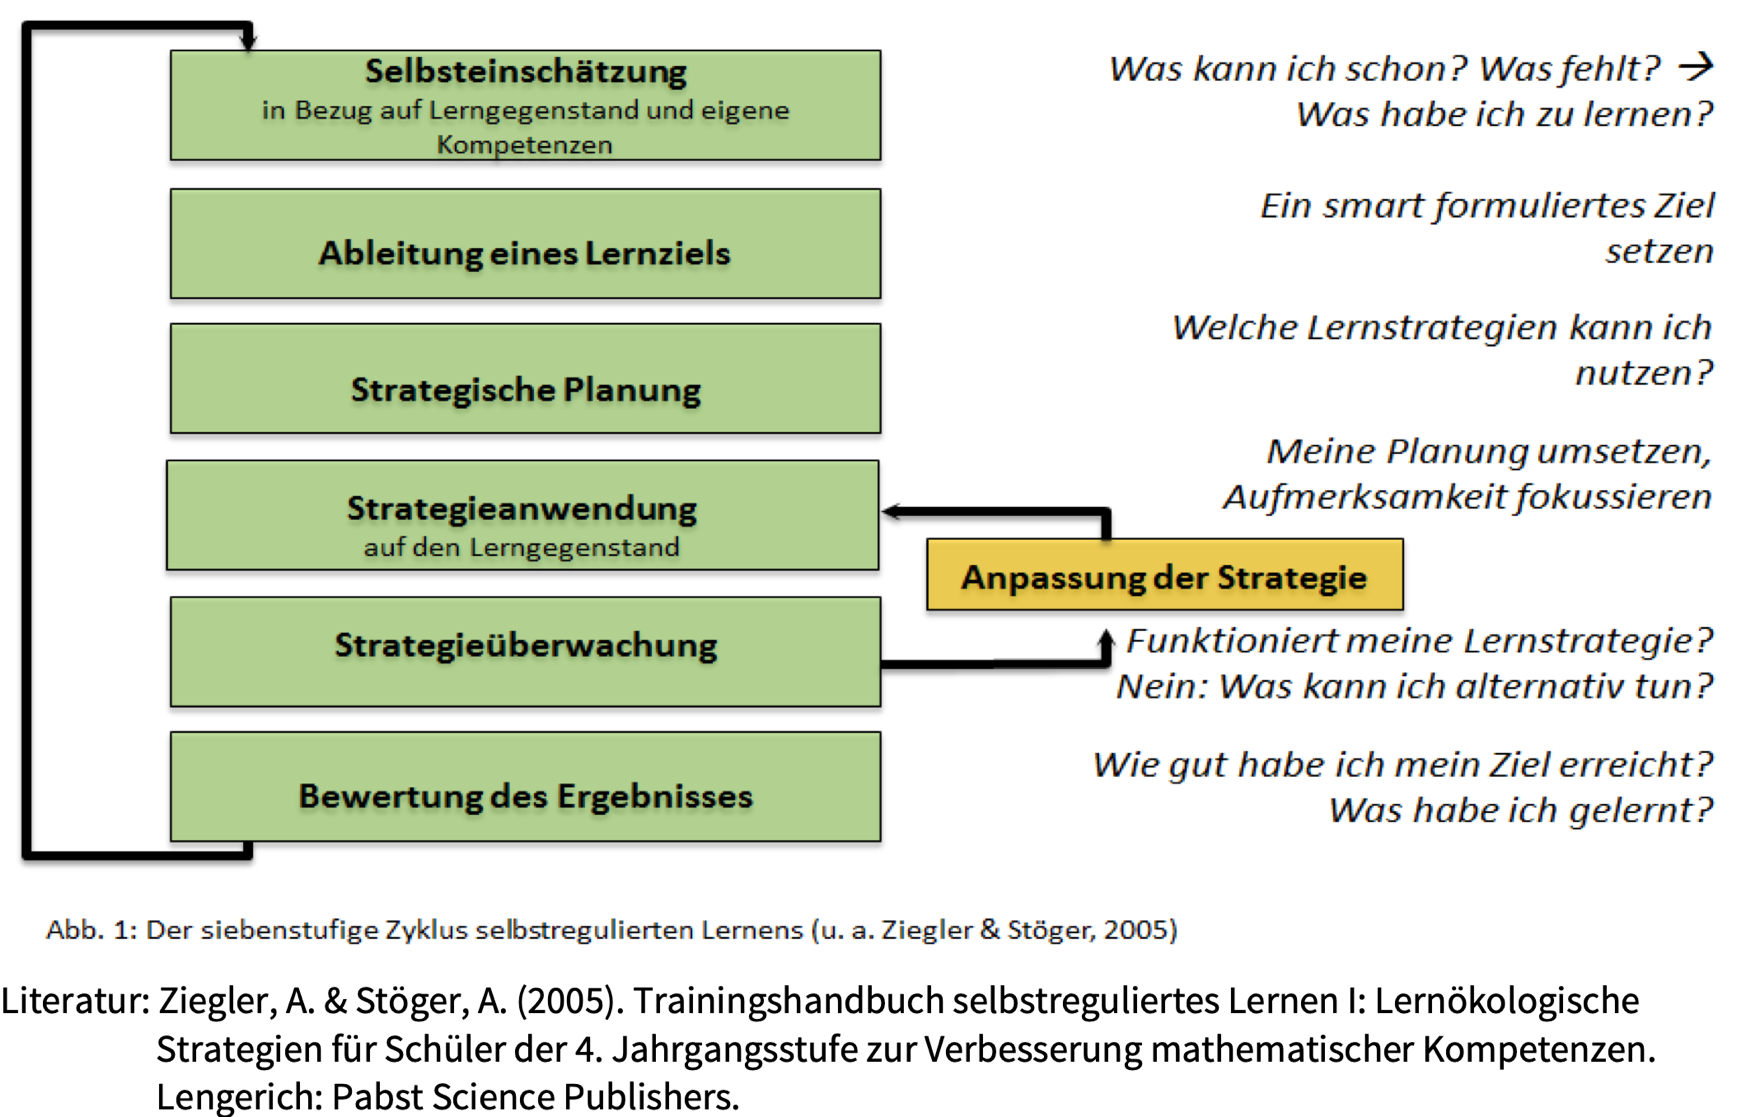 Selbsteinschätzung
in Bezug auf Lerngegenstand und eigene
Kompetenzen
Was kann ich schon? Was fehlt? →
Was habe ich zu lernen?
Ableitung eines Lernziels
Ein smart formuliertes Ziel
setzen
Strategische Planung
Welche Lernstrategien kann ich
nutzen?
Strategieanwendung
auf den Lerngegenstand
Meine Planung umsetzen,
Aufmerksamkeit fokussieren
Anpassung der Strategie
Strategieüberwachung
Funktioniert meine Lernstrategie?
Nein: Was kann ich alternativ tun?
Bewertung des Ergebnisses
Wie gut habe ich mein Ziel erreicht?
Was habe ich gelernt?
Abb. 1: Der siebenstufige Zyklus selbstregulierten Lernens (u. a. Ziegler & Stöger, 2005)
Literatur: Ziegler, A. & Stöger, A. (2005). Trainingshandbuch selbstreguliertes Lernen I: Lernökologische
Strategien für Schüler der 4. Jahrgangsstufe zur Verbesserung mathematischer Kompetenzen.
Lengerich: Pabst Science Publishers.